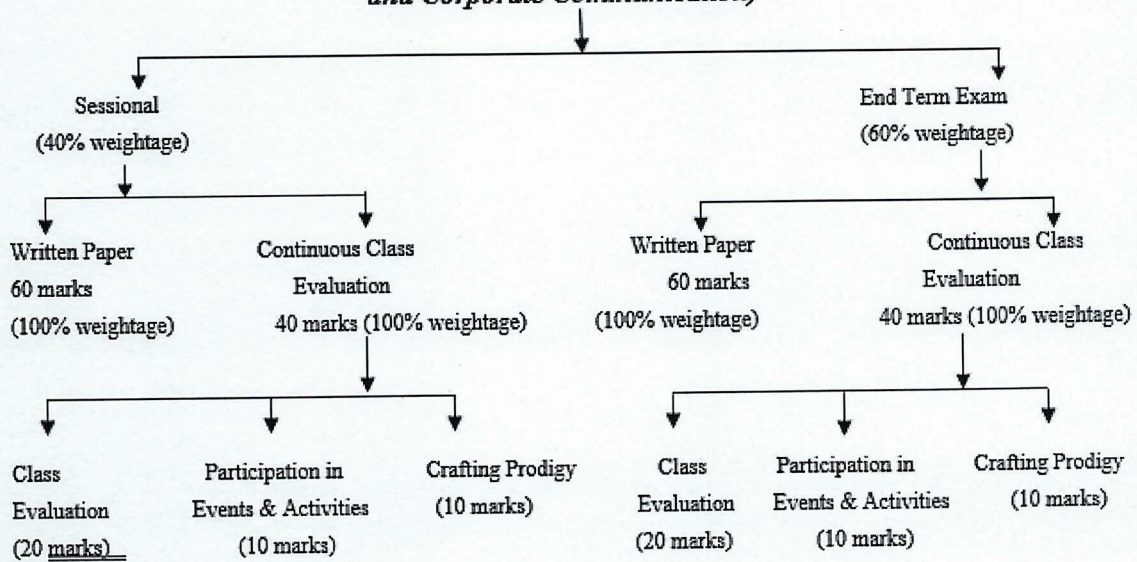 and Corporate Communication)
Sessional
(40% weightage)
End Term Exam
(60% weightage)
Written Paper
60 marks
(100% weightage)
Continuous Class
Evaluation
40 marks (100% weightage)
Written Paper
60 marks
(100% weightage)
Continuous Class
Evaluation
40 marks (100% weightage)
Class
Evaluation
(20 marks)
Participation in
Events & Activities
(10 marks)
Crafting Prodigy
(10 marks)
Class
Evaluation
(20 marks)
Participation in
Events & Activities
(10 marks)
Crafting Prodigy
(10 marks)